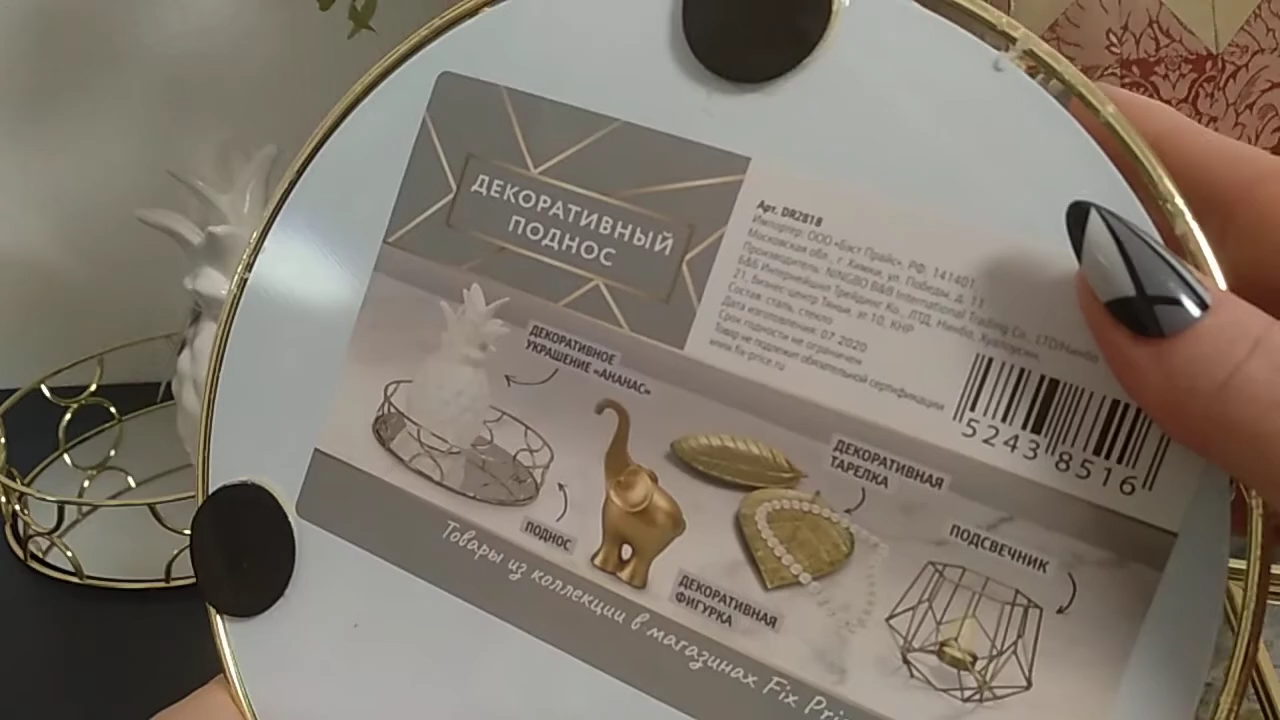 ДЕКОРАТИВНЫЙ
ПОДНОС
Арт. DR2818
Импортер: ООО «Бэст Прайс», РФ, 141401,
Московская обл., г. Химки, ул. Победы, д. 11
Производитель: NINGBO B&B International Trading Co., LTD/Нинбо
Б&Б Интернейшнл Трейдинг Ко., ЛТД, Нинбо,
21, бизнес-центр эт.10, КНР
Состав: сталь, стекло
Дата изготовления: 07.2020
Срок годности не ограничен
Товар не подлежит обязательной сертификации
www.fix-price.ru
5243 8516
ДЕКОРАТИВНОЕ
УКРАШЕНИЕ «АНАНАС»
ПОДНОС
ДЕКОРАТИВНАЯ
ФИГУРКА
ДЕКОРАТИВНАЯ
ТАРЕЛКА
ПОДСВЕЧНИК
Товары из коллекции в магазинах Fix Pri